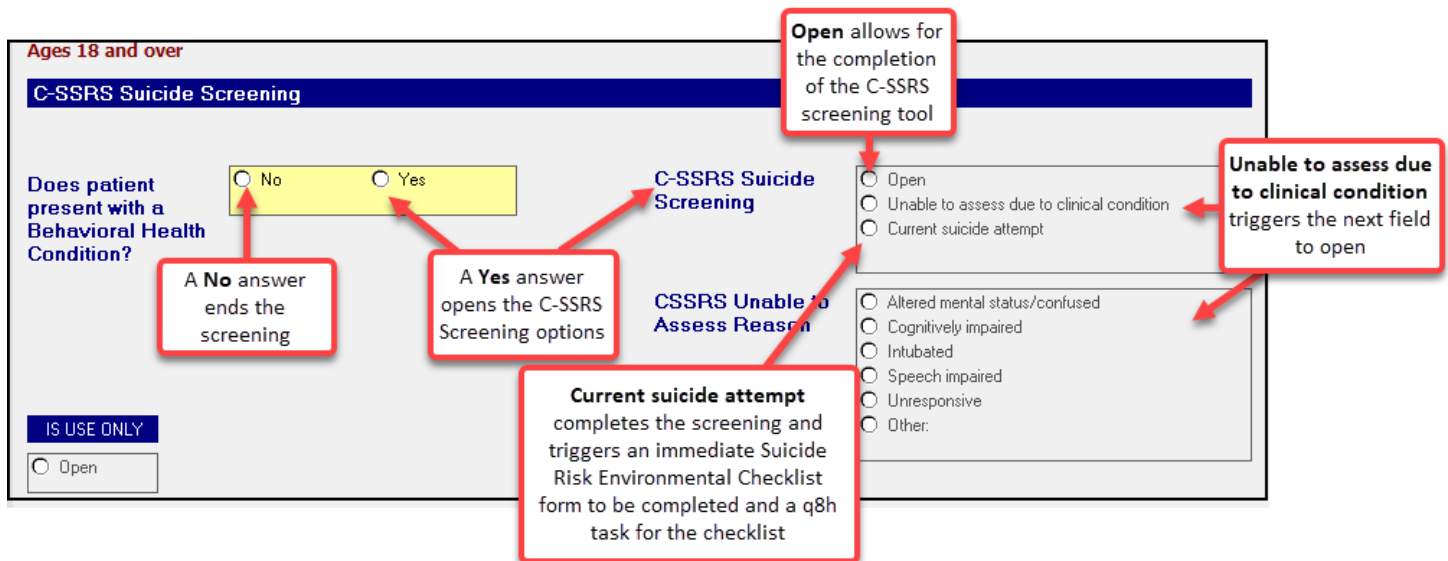 Open allows for
the completion
of the C-SSRS
screening tool
Ages 18 and over
C-SSRS Suicide Screening
Does patient
present with a
Behavioral Health
Condition?
No
Yes
A No answer
ends the
screening
A Yes answer
opens the C-SSRS
Screening options
C-SSRS Suicide
Screening
Open
Unable to assess due to clinical condition
Current suicide attempt
Unable to assess due
to clinical condition
triggers the next field
to open
CSSRS Unable to
Assess Reason
Altered mental status/confused
Cognitively impaired
Intubated
Speech impaired
Unresponsive
Other:
Current suicide attempt
completes the screening and
triggers an immediate Suicide
Risk Environmental Checklist
form to be completed and a q8h
task for the checklist
IS USE ONLY
Open